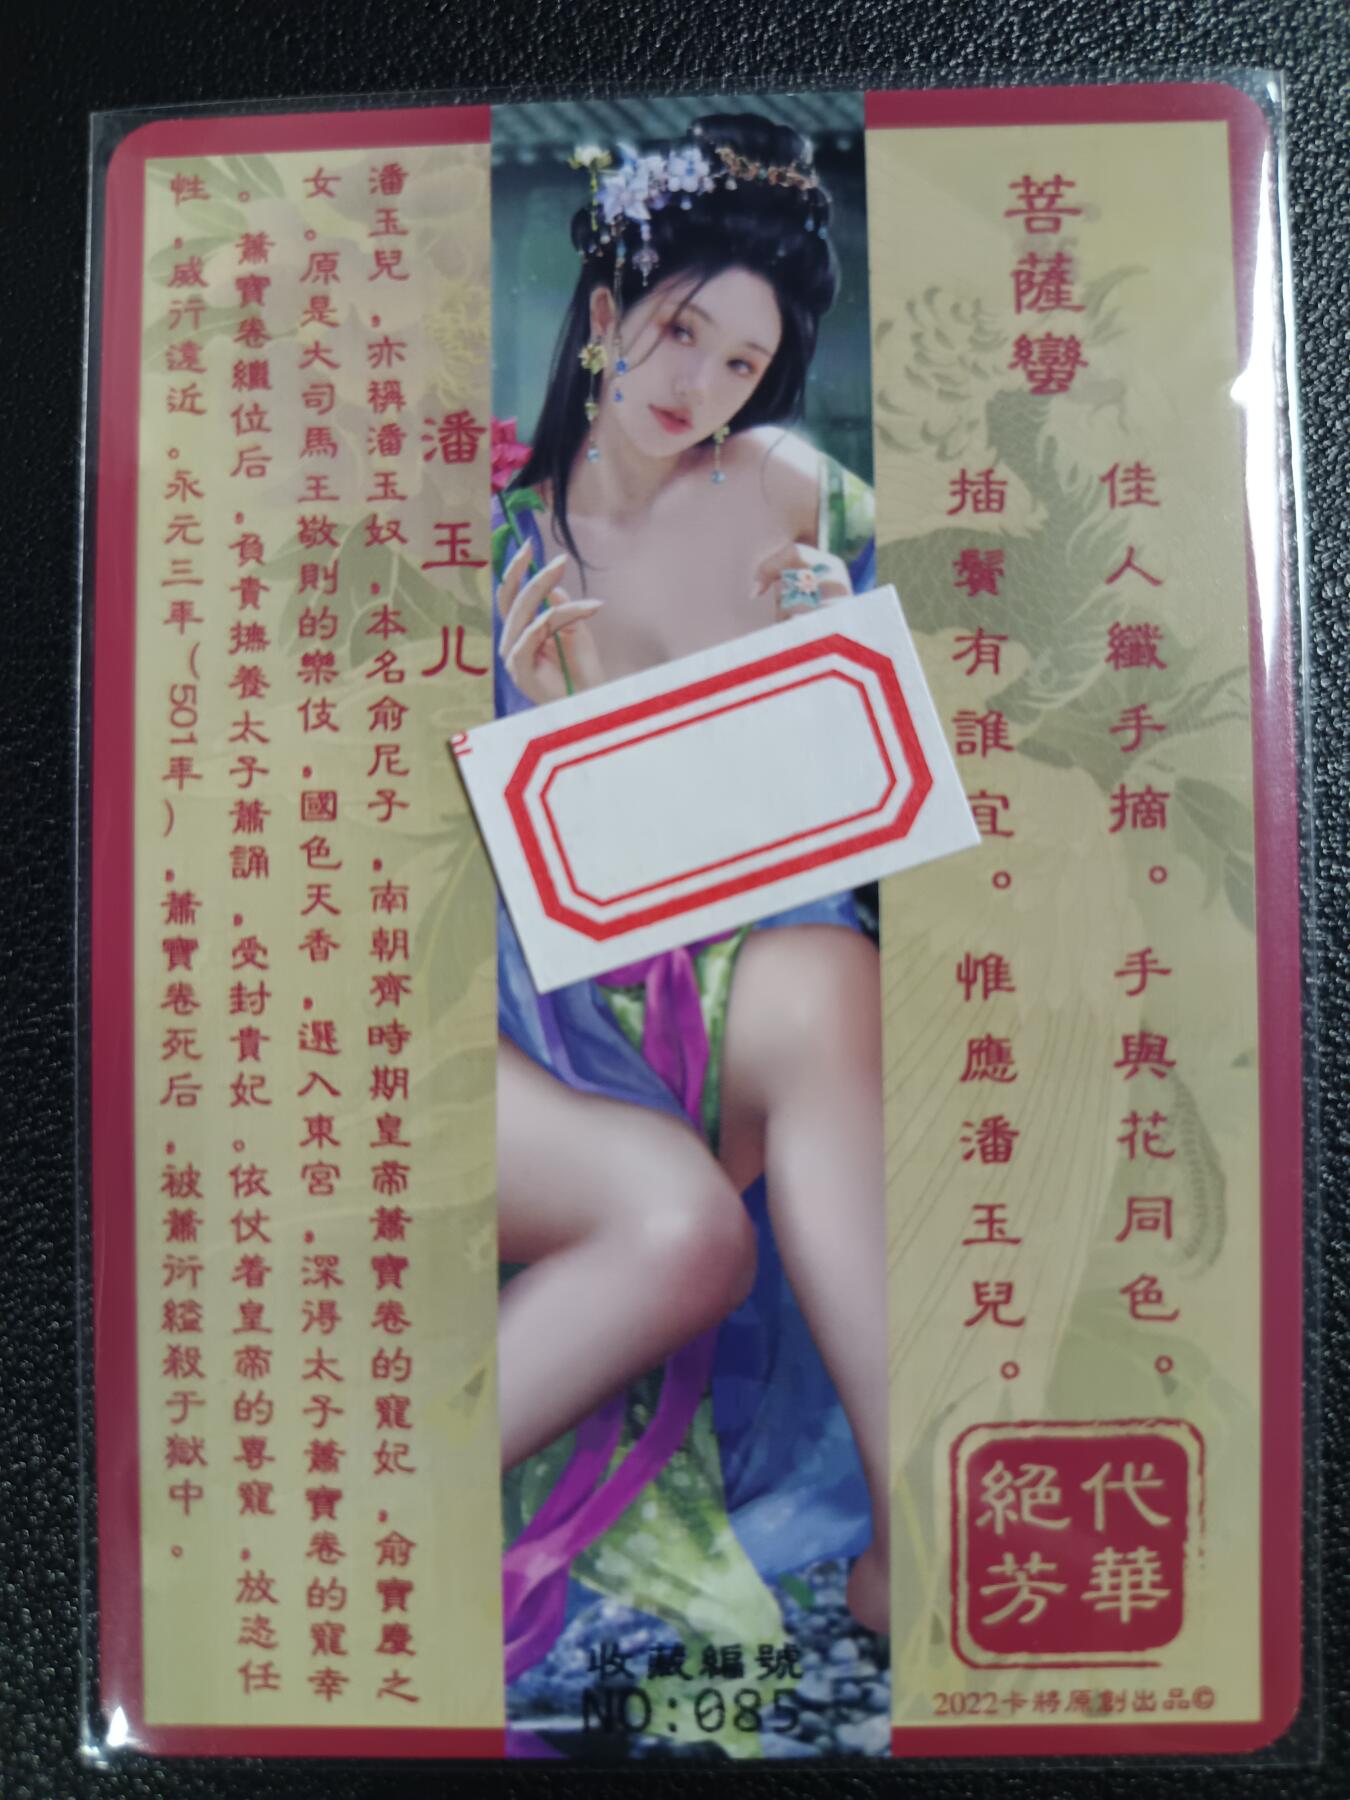 菩薩蠻
佳人纖手摘。手與花同色。
插鬢有誰宜。惟應潘玉兒。
代華
絕芳
2022卡將原創出品©
潘玉儿
潘玉兒,亦稱潘玉奴,本名俞尼子,南朝齊時期皇帝蕭寶卷的寵妃,俞寶慶之
女。原是大司馬王敬則的樂伎,國色天香,選入東宮,深得太子蕭寶卷的寵幸
。蕭寶卷繼位后,負責撫養太子蕭誦,受封貴妃。依仗着皇帝的專寵,放恣任
性,威行遠近。永元三年(501年),蕭寶卷死后,被蕭衍縊殺于獄中。
收藏編號
NO:085